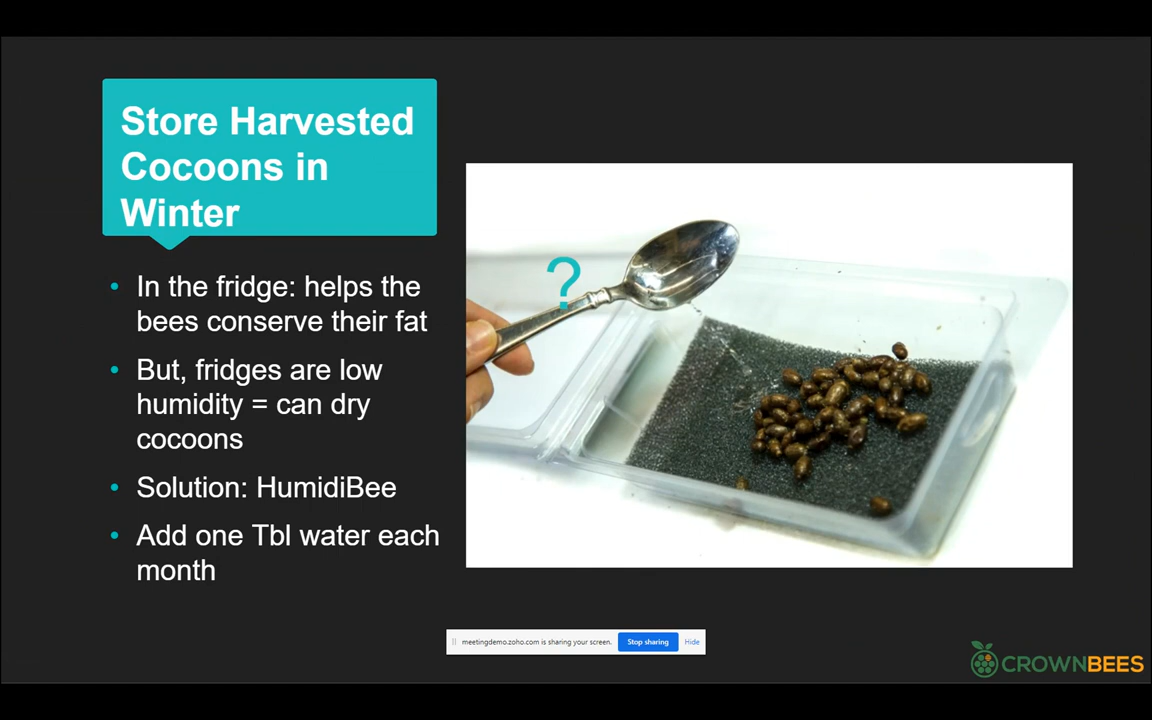 Store Harvested
Cocoons in
Winter
In the fridge: helps the
bees conserve their fat
But, fridges are low
humidity = can dry
cocoons
Solution: HumidiBee
Add one Tbl water each
month
?
meetingdemo.zoho.com is sharing your screen. Stop sharing Hide
CROWNBEES